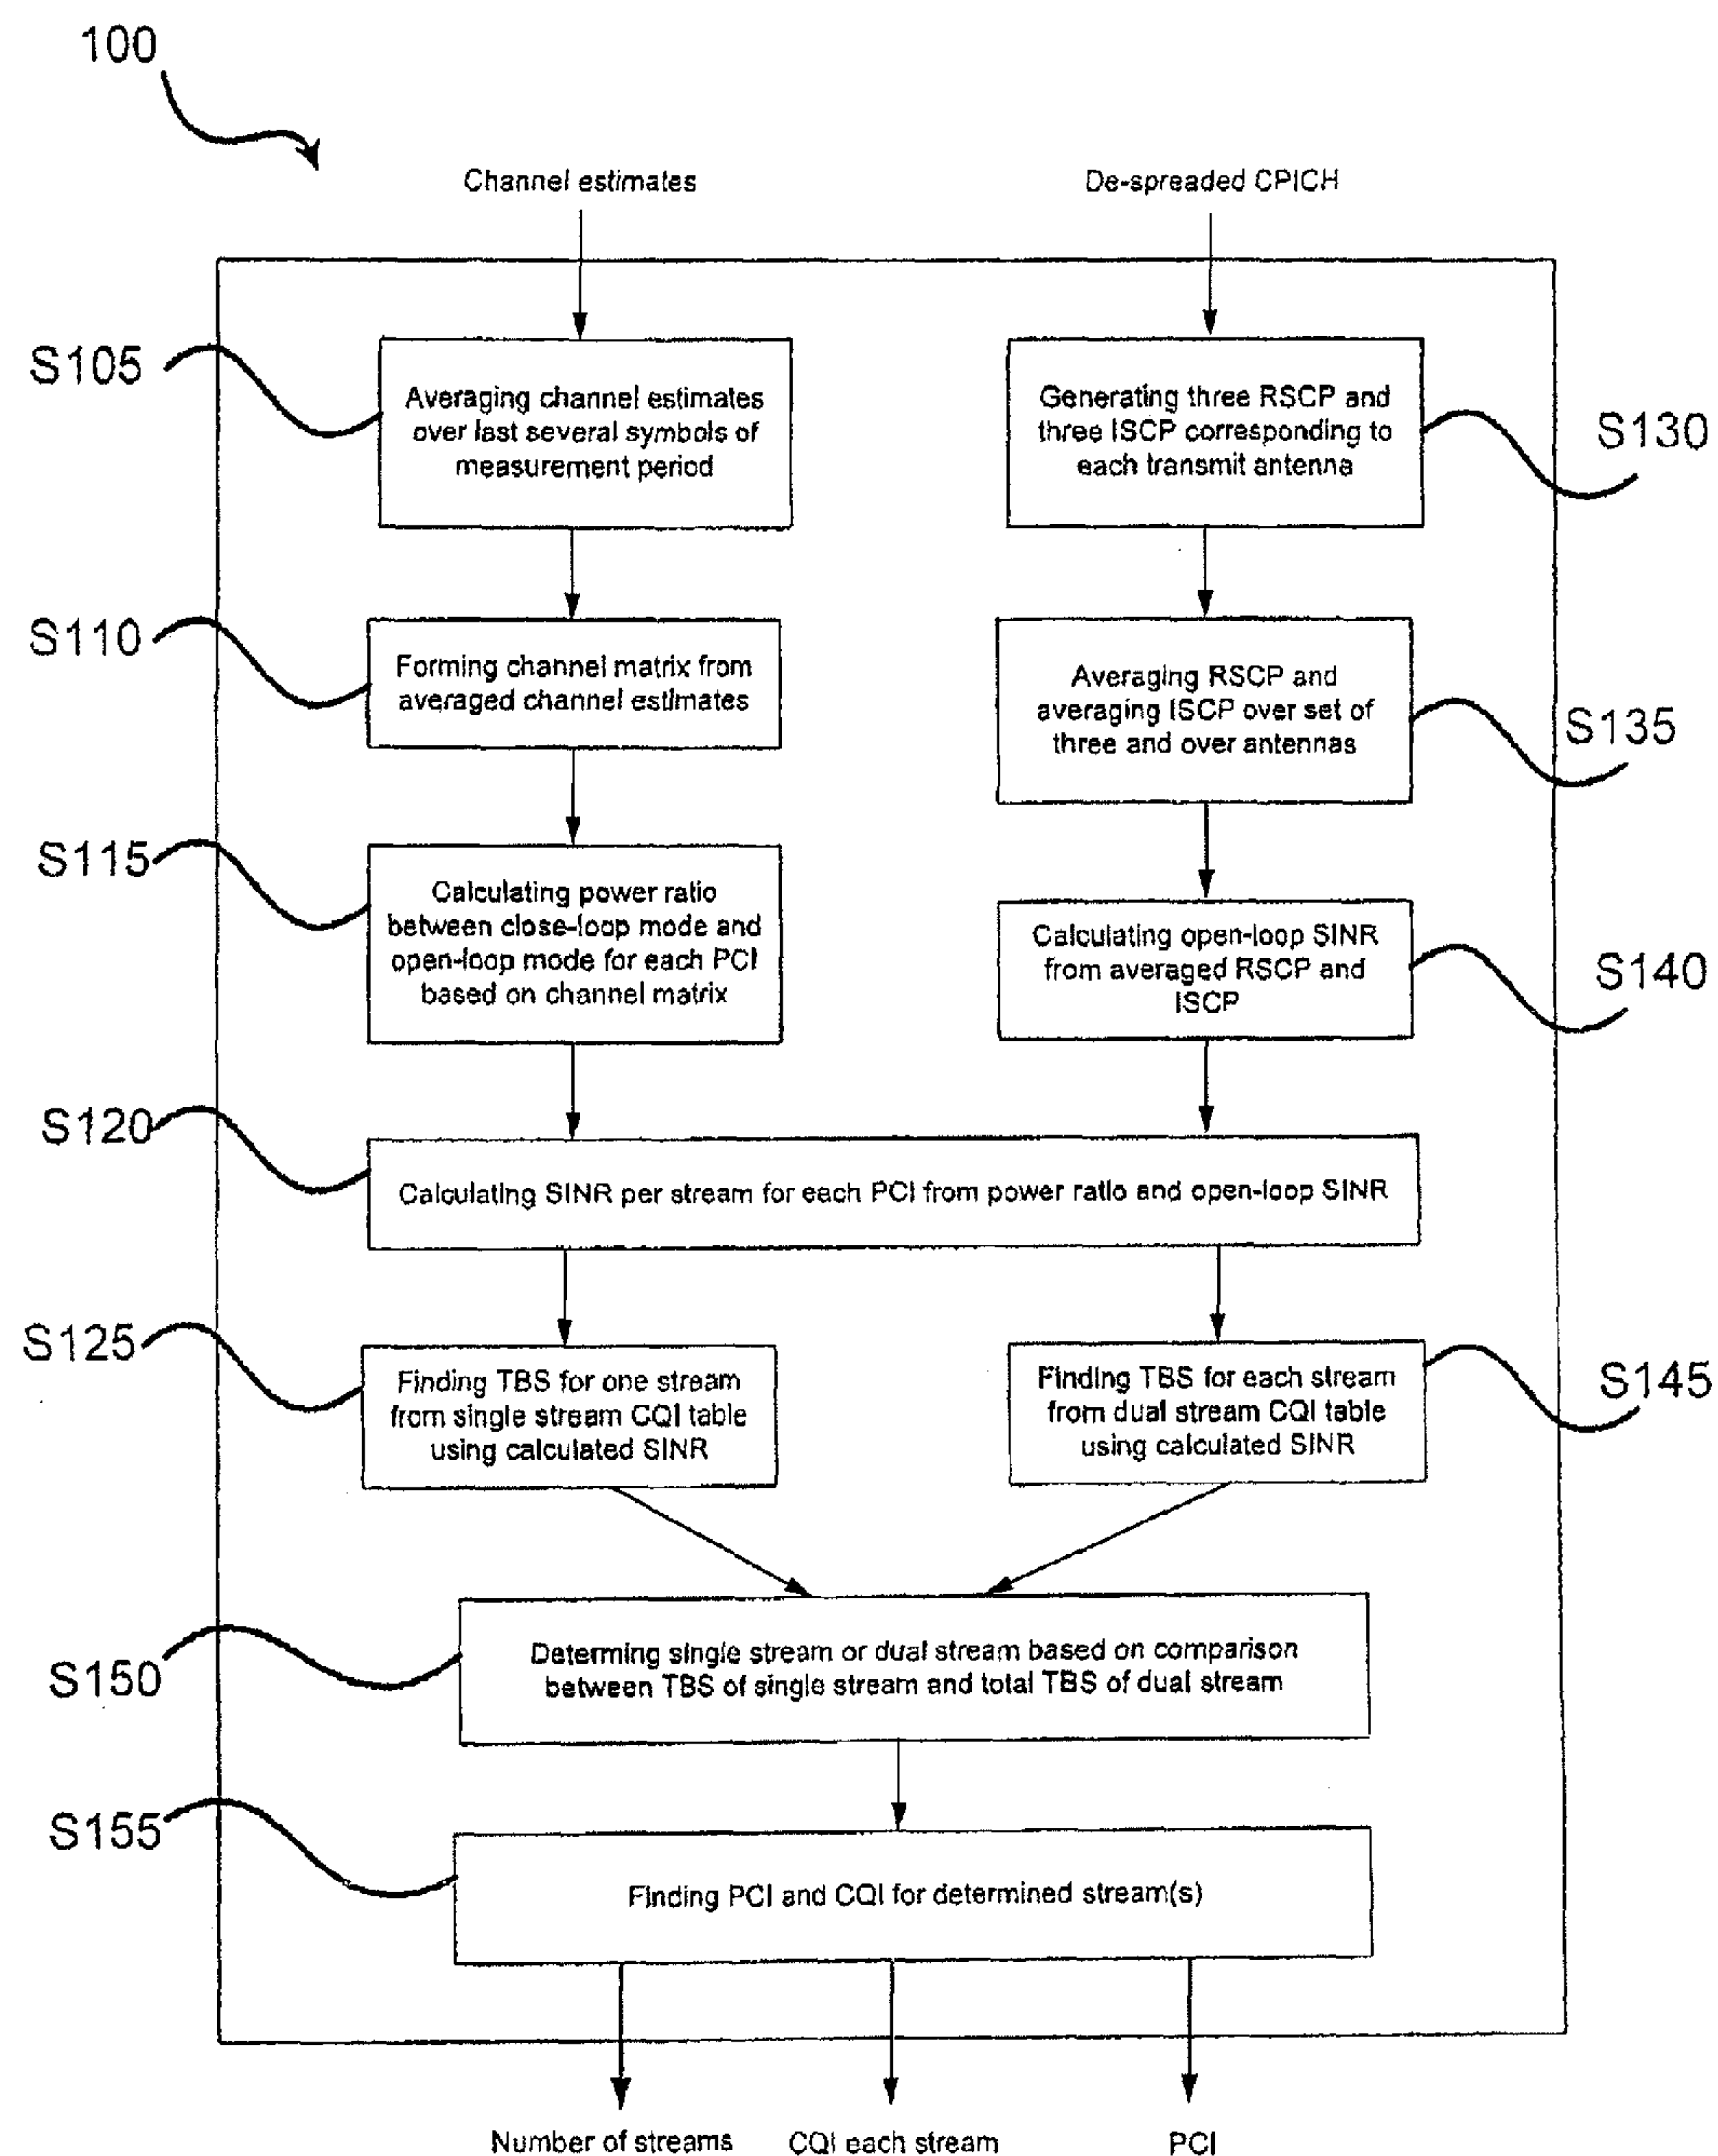 100
Channel estimates
De-spreaded CPICH
S105
Averaging channel estimates
over last several symbols of
measurement period
Generating three RSCP and
three ISCP corresponding to
each transmit antenna
S130
S110
Forming channel matrix from
averaged channel estimates
Averaging RSCP and
averaging ISCP over set of
three and over antennas
S135
S115
Calculating power ratio
between close-loop mode and
open-loop mode for each PCI
based on channel matrix
Calculating open-loop SINR
from averaged RSCP and
ISCP
S140
S120
Calculating SINR per stream for each PCI from power ratio and open-loop SINR
S125
Finding TBS for one stream
from single stream CQI table
using calculated SINR
Finding TBS for each stream
from dual stream CQI table
using calculated SINR
S145
S150
Determing single stream or dual stream based on comparison
between TBS of single stream and total TBS of dual stream
S155
Finding PCI and CQI for determined stream(s)
Number of streams
CQI each stream
PCI